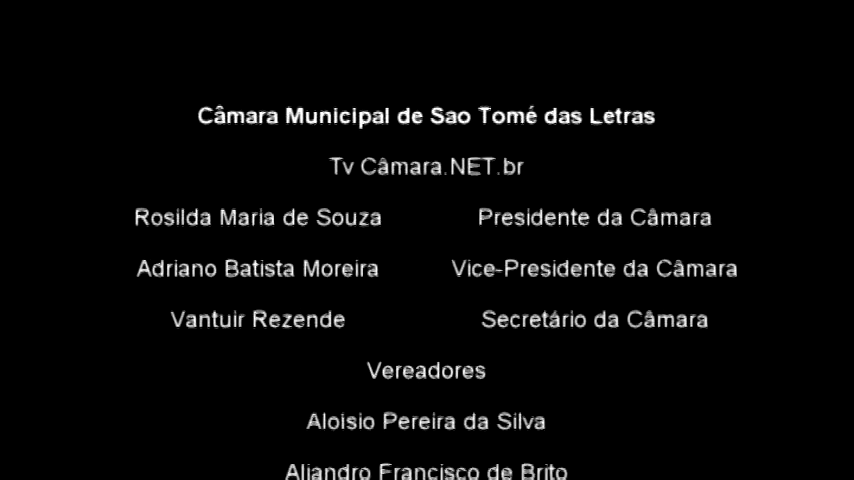 Câmara Municipal de Sao Tomé das Letras
Tv Câmara.NET.br
Rosilda Maria de Souza Presidente da Câmara
Adriano Batista Moreira Vice-Presidente da Câmara
Vantuir Rezende Secretário da Câmara
Vereadores
Aloisio Pereira da Silva
Aliandro Francisco de Brito